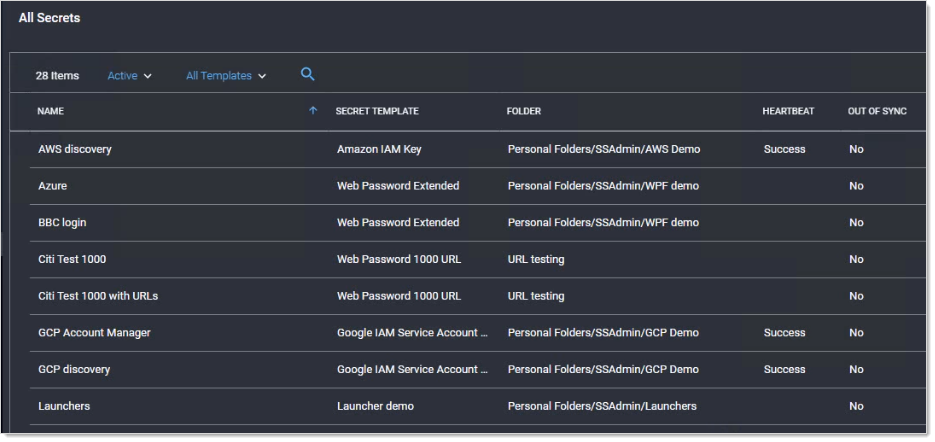 All Secrets
28 Items Active All Templates
NAME SECRET TEMPLATE FOLDER HEARTBEAT OUT OF SYNC
AWS discovery Amazon IAM Key Personal Folders/SSAdmin/AWS Demo Success No
Azure Web Password Extended Personal Folders/SSAdmin/WPF demo No
BBC login Web Password Extended Personal Folders/SSAdmin/WPF demo No
Citi Test 1000 Web Password 1000 URL URL testing No
Citi Test 1000 with URLs Web Password 1000 URL URL testing No
GCP Account Manager Google IAM Service Account ... Personal Folders/SSAdmin/GCP Demo Success No
GCP discovery Google IAM Service Account ... Personal Folders/SSAdmin/GCP Demo Success No
Launchers Launcher demo Personal Folders/SSAdmin/Launchers No